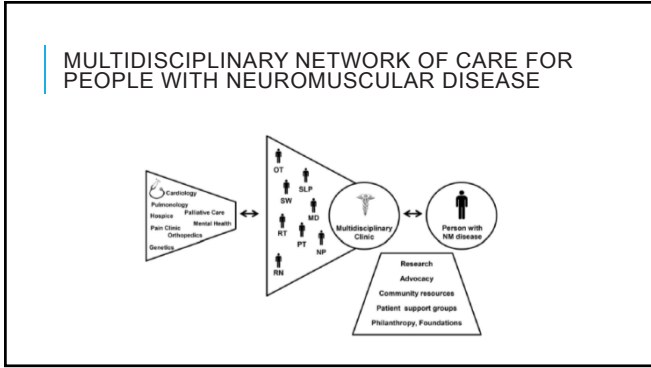 MULTIDISCIPLINARY NETWORK OF CARE FOR
PEOPLE WITH NEUROMUSCULAR DISEASE
Cardiology
Pulmonology
Hospice
Palliative Care
Mental Health
Pain Clinic
Orthopedics
Genetics
OT
SLP
SW
MD
RT
PT
NP
RN
Multidisciplinary
Clinic
Person with
NM disease
Research
Advocacy
Community resources
Patient support groups
Philanthropy, Foundations